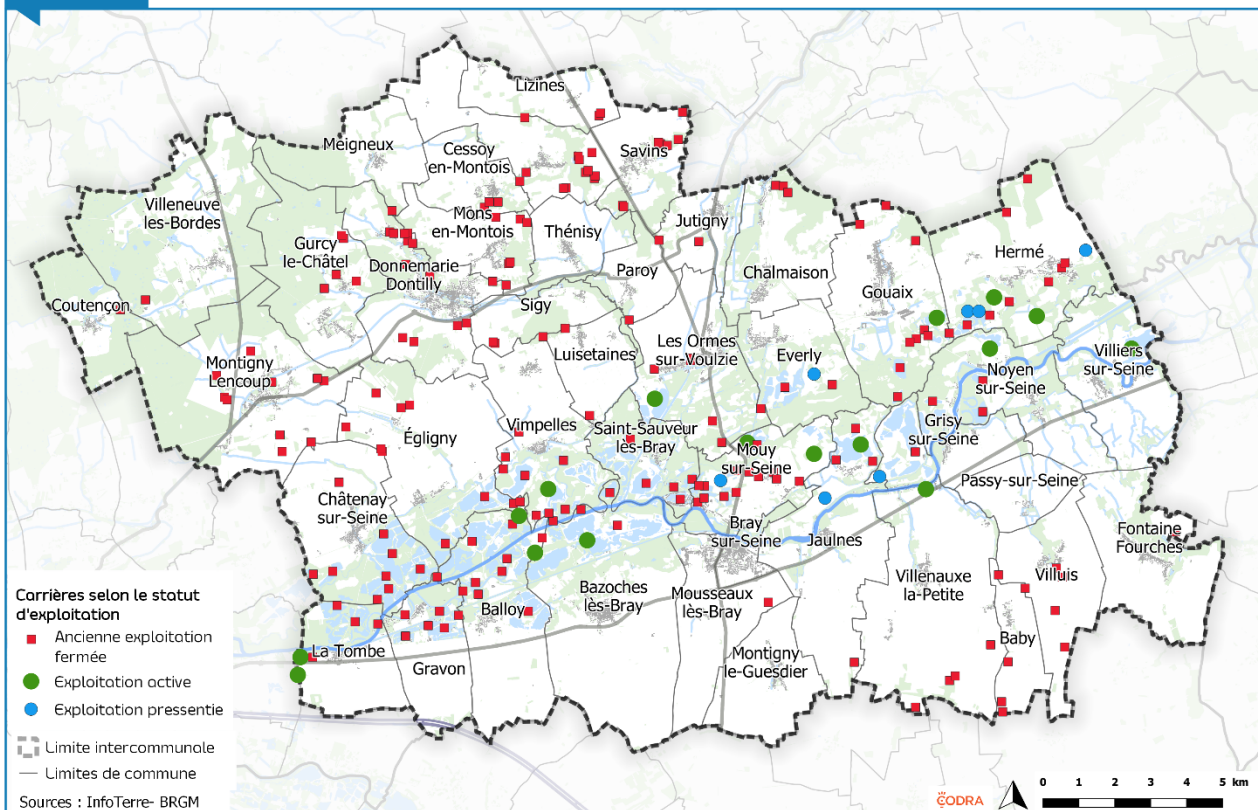 Lizines
Méigneux
Cessoy
en-Montois
Savins
Villeneuve
les-Bordes
Mons
en-Montois
Thénisy
Jutigny
Gurcy
le-Châtel
Donnemarie
Dontilly
Paroy
Chalmaison
Hermé
Gouaix
Coutençon
Sigy
Luisetaines
Les Ormes
sur-Voulzie
Everly
Montigny
Lencoup
Villiers
sur-Seine
Noyen
sur-Seine
Égligny
Vimpelles
Saint-Sauveur
lès-Bray
Grisy
sur-Seine
Mouy
sur-Seine
Passy-sur-Seine
Châtenay
sur-Seine
Bray
sur-Seine
Jaulnes
Fontaine
Fourches
Bazoches
lès-Bray
Mousseaux
lès-Bray
Villenauxe
la-Petite
Villuis
Balloy
Baby
La Tombe
Gravon
Montigny
le-Guesdier
Carrières selon le statut
d'exploitation
Ancienne exploitation
fermée
Exploitation active
Exploitation pressentie
Limite intercommunale
Limites de commune
Sources : InfoTerre- BRGM
CODRA
0 1 2 3 4 5 km